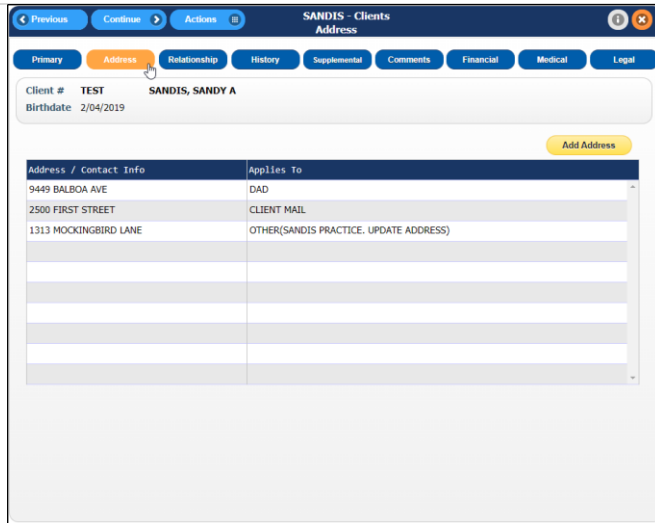 Previous Continue Actions SANDIS - Clients
Address
Primary Address Relationship History Supplemental Comments Financial Medical Legal
Client # TEST SANDIS, SANDY A
Birthdate 2/04/2019
Add Address
Address / Contact Info Applies To
9449 BALBOA AVE DAD
2500 FIRST STREET CLIENT MAIL
1313 MOCKINGBIRD LANE OTHER(SANDIS PRACTICE. UPDATE ADDRESS)